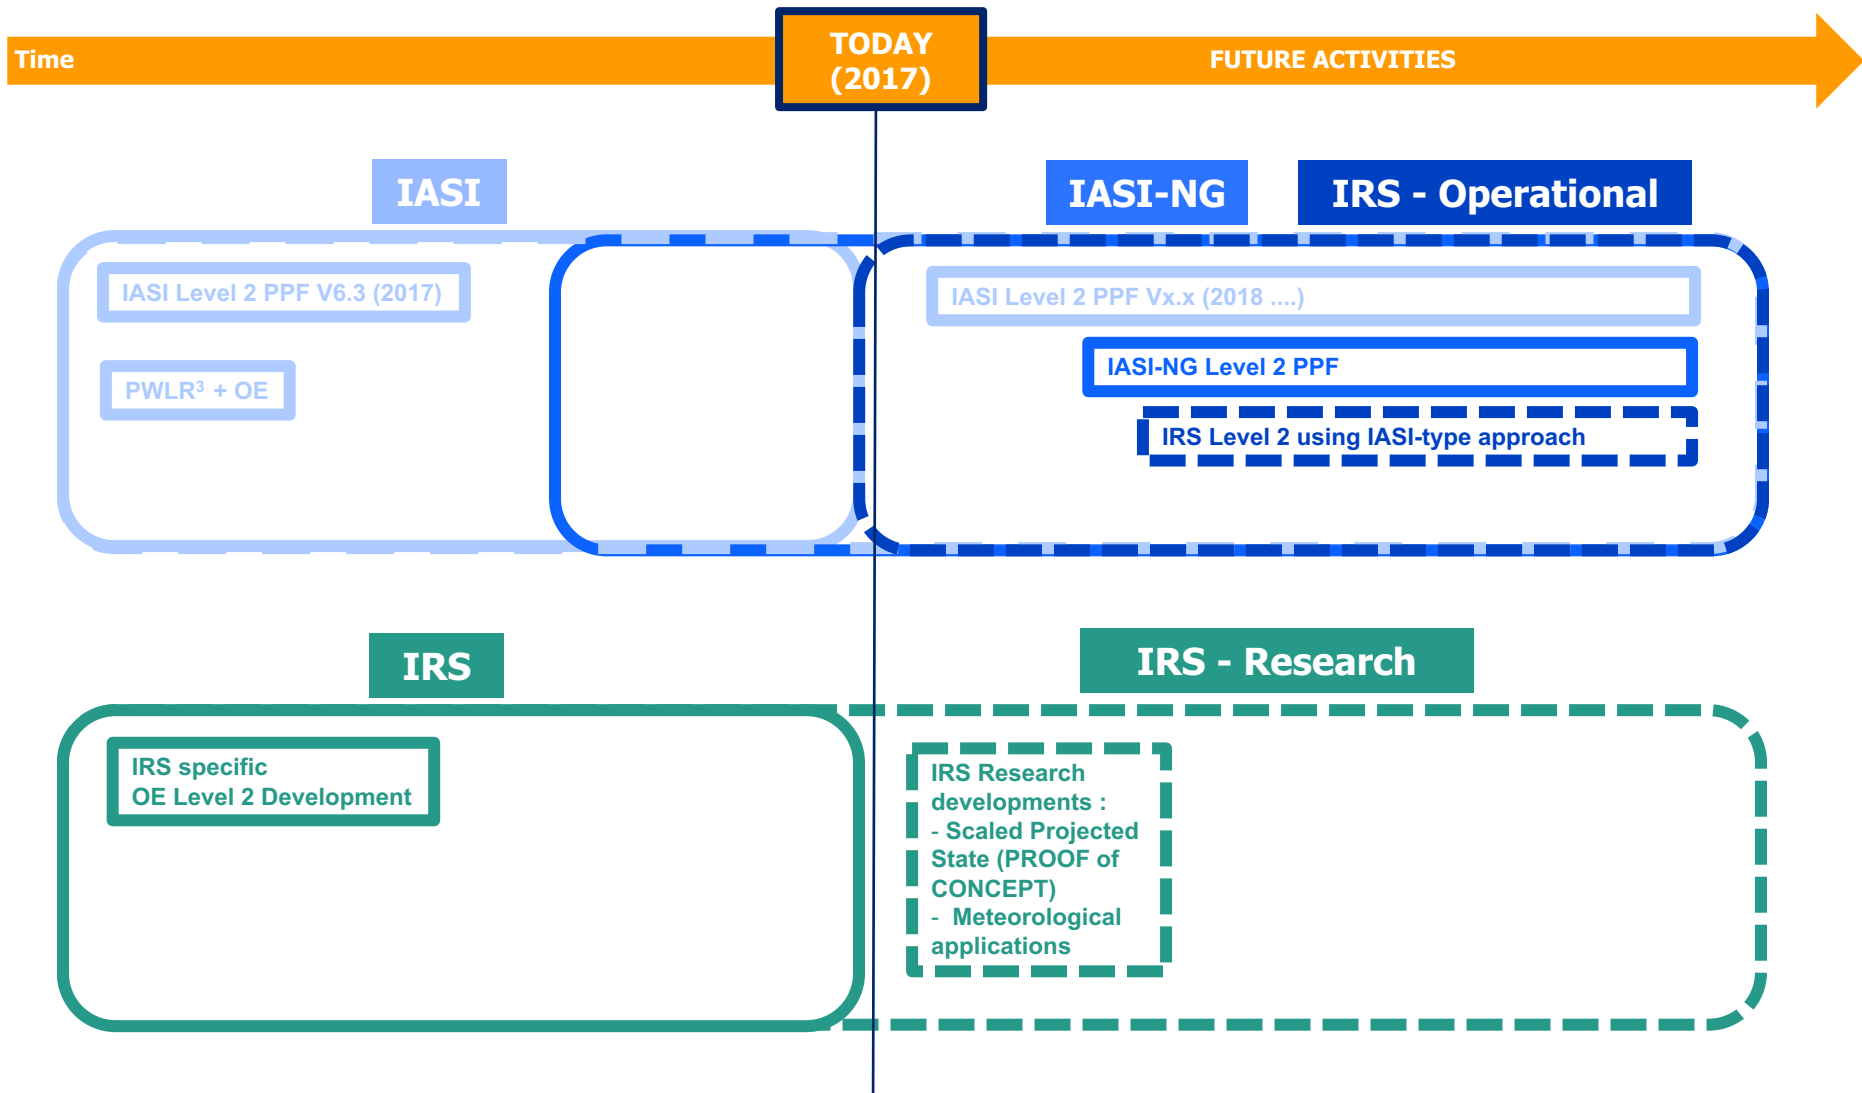 Time
TODAY
(2017)
FUTURE ACTIVITIES
IASI
IASI-NG
IRS - Operational
IASI Level 2 PPF V6.3 (2017)
PWLR³ + OE
IASI Level 2 PPF Vx.x (2018 ....)
IASI-NG Level 2 PPF
IRS Level 2 using IASI-type approach
IRS
IRS - Research
IRS specific
OE Level 2 Development
IRS Research
developments :
- Scaled Projected
State (PROOF of
CONCEPT)
- Meteorological
applications